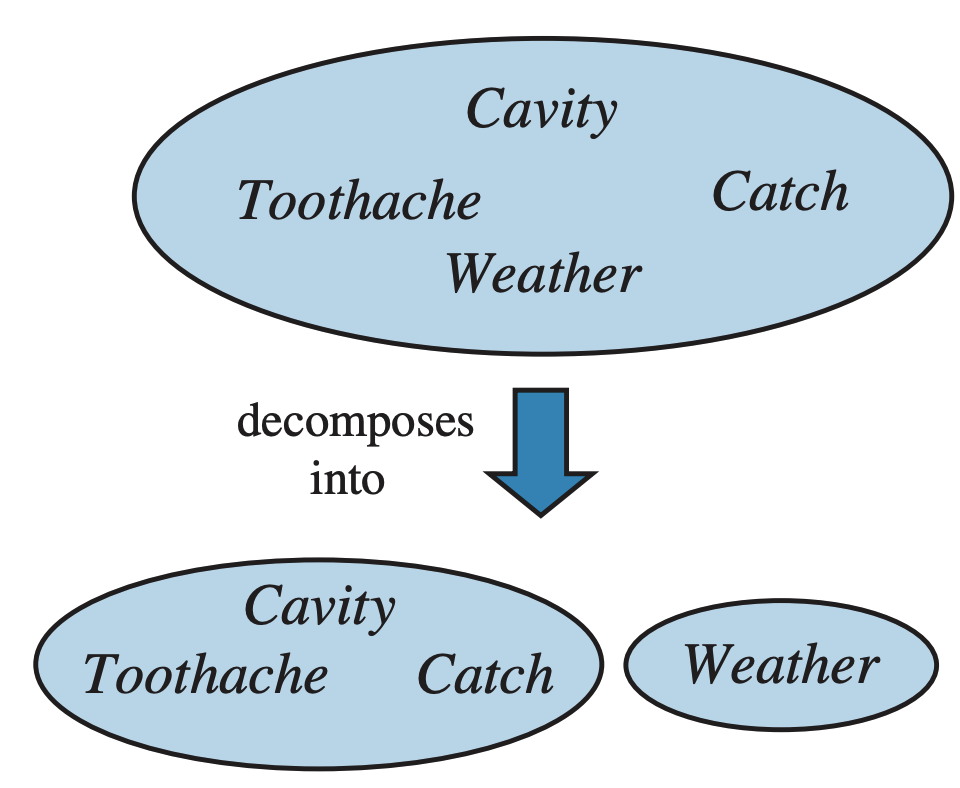 Cavity
Toothache Catch
Weather
decomposes
into
Cavity
Toothache Catch
Weather